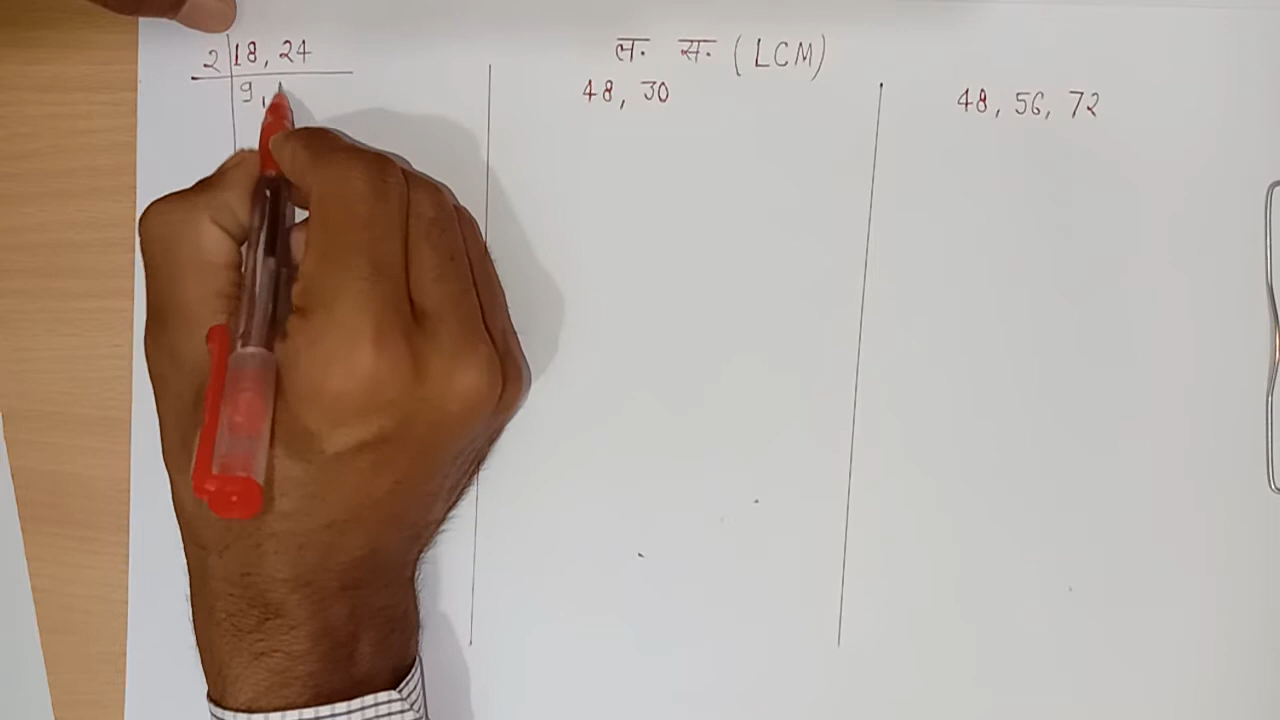 ल. स. (LCM)
2 | 18, 24
9,
48, 30
48, 56, 72